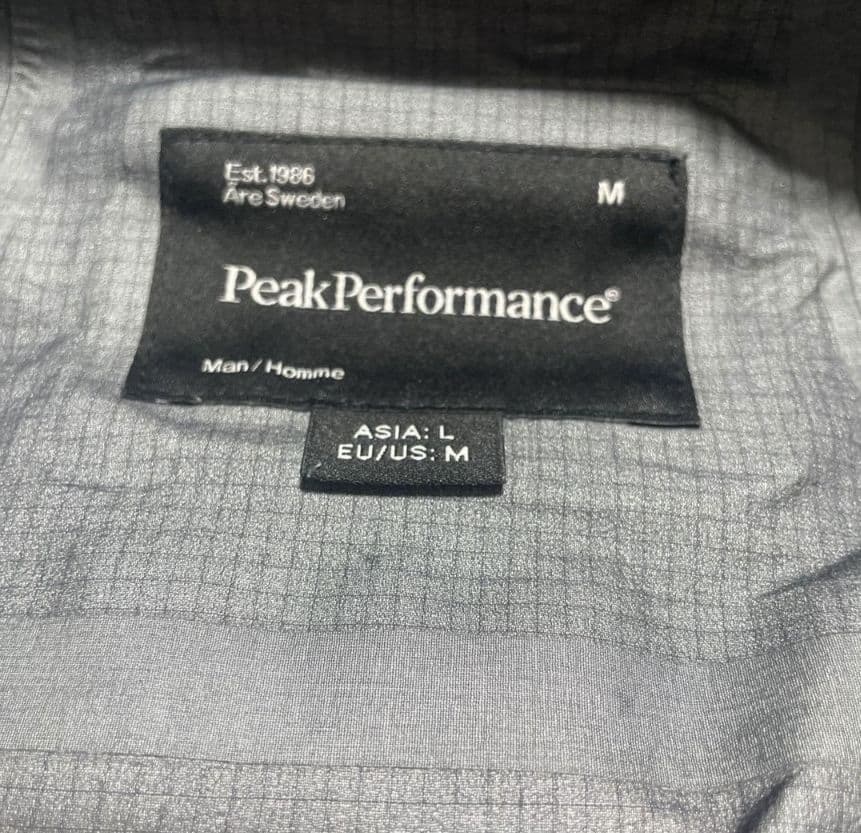 Est.1986
Åre Sweden
M
PeakPerformance®
Man/Homme
ASIA: L
EU/US: M